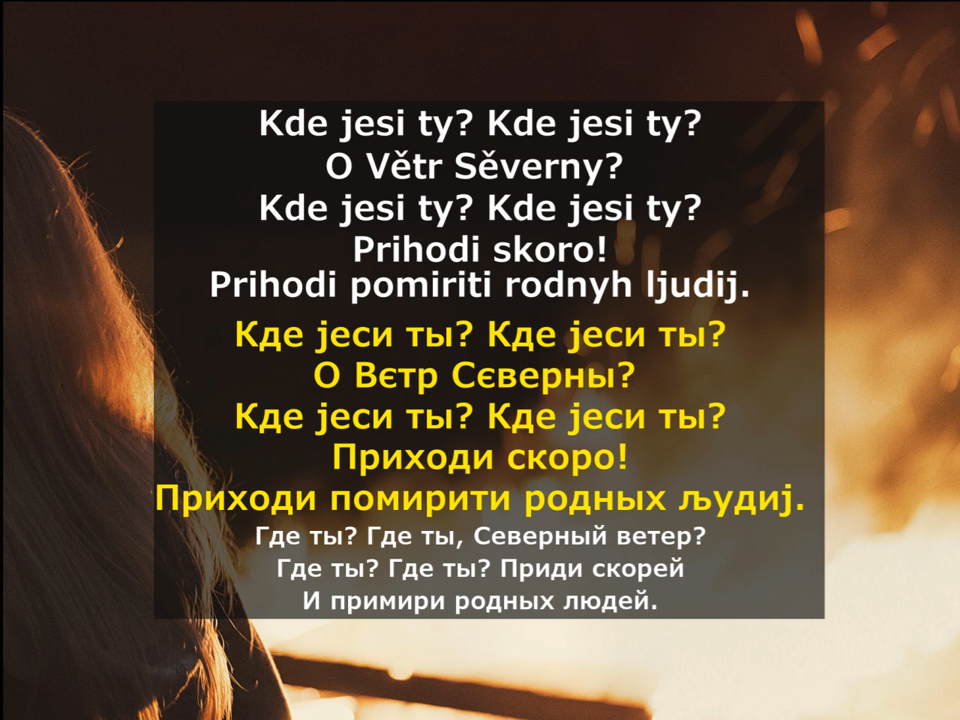 Kde jesi ty? Kde jesi ty?
O Větr Sěverny?
Kde jesi ty? Kde jesi ty?
Prihodi skoro!
Prihodi pomiriti rodnyh ljudij.
Кде јеси ты? Кде јеси ты?
О Вєтр Сєверны?
Кде јеси ты? Кде јеси ты?
Приходи скоро!
Приходи помирити родных људиј.
Где ты? Где ты, Северный ветер?
Где ты? Где ты? Приди скорей
И примири родных людей.